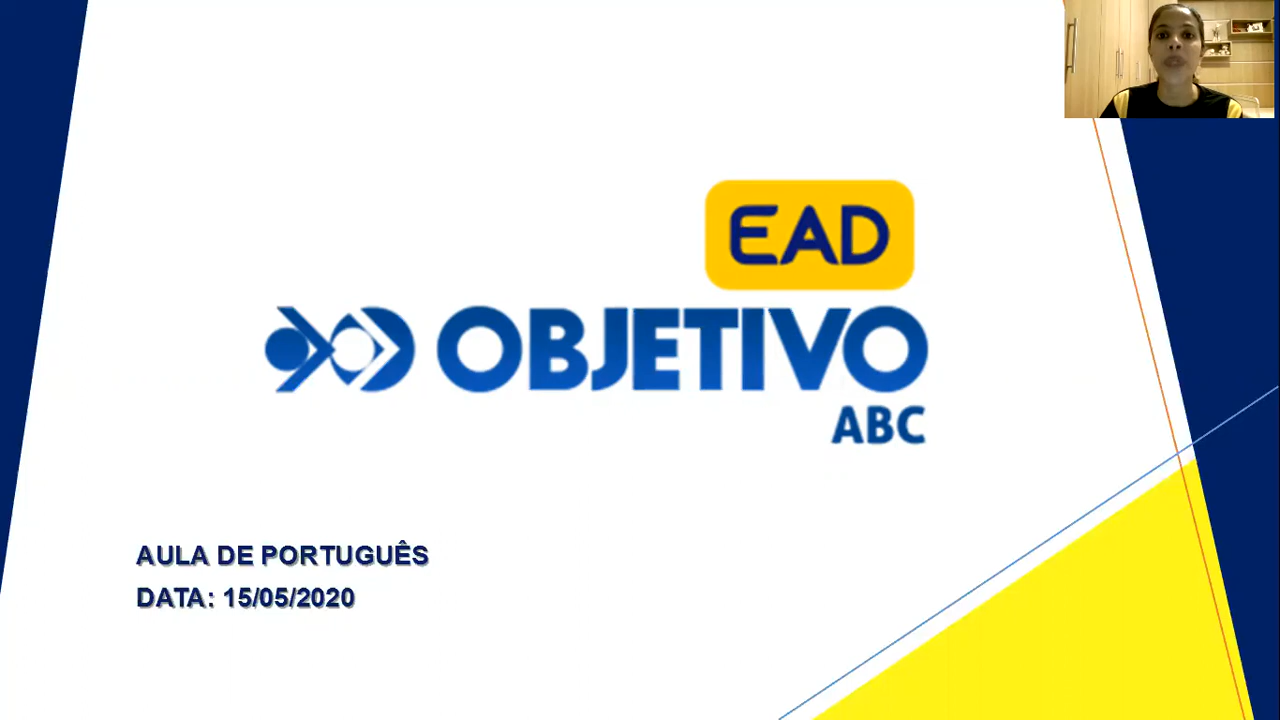 EAD
OBJETIVO
ABC
AULA DE PORTUGUÊS
DATA: 15/05/2020